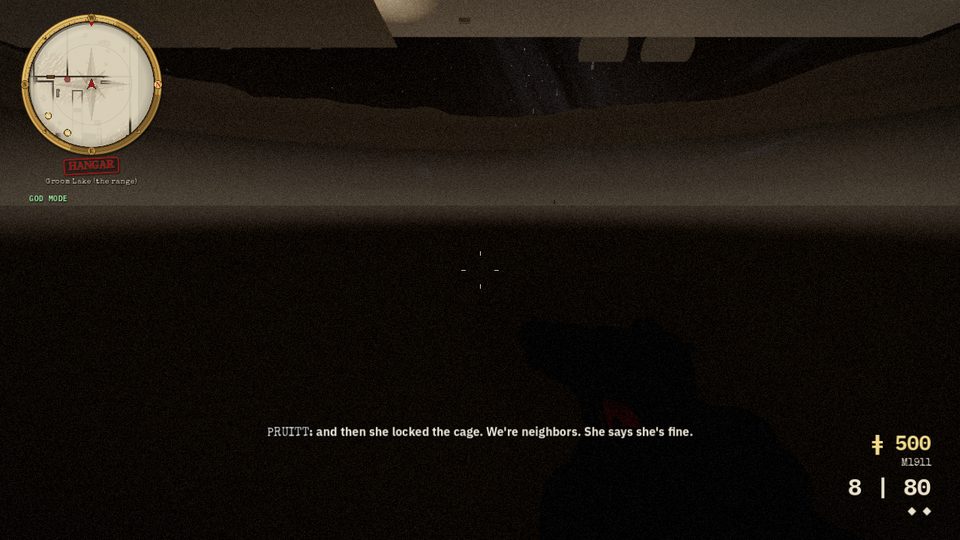 HANGAR
Groom Lake (the range)
GOD MODE
PRUITT: and then she locked the cage. We're neighbors. She says she's fine.
500
M1911
8 | 80